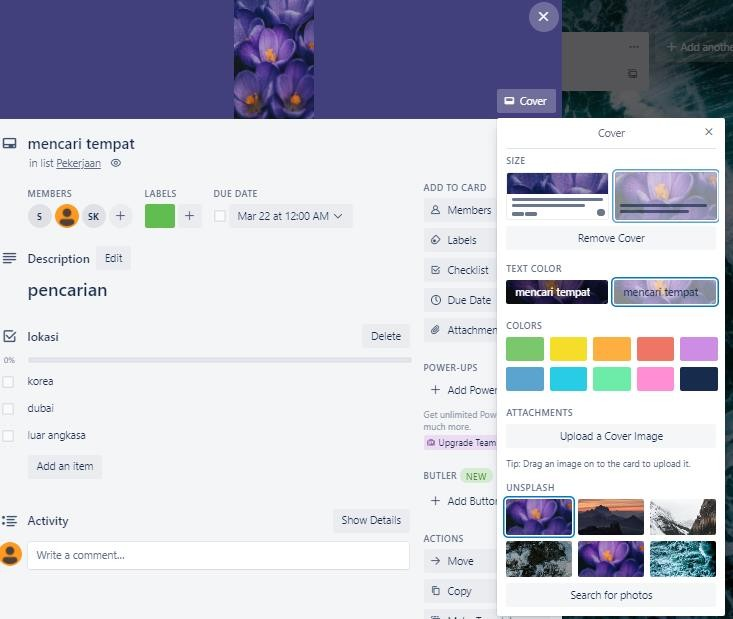 Add anothe
Cover
mencari tempat
in list Pekerjaan
MEMBERS
LABELS
DUE DATE
S
SK
Mar 22 at 12:00 AM
Description
Edit
pencarian
lokasi
Delete
0%
korea
dubai
luar angkasa
Add an item
Activity
Show Details
Write a comment...
ADD TO CARD
Members
Labels
Checklist
Due Date
Attachmen
POWER-UPS
Add Power
Get unlimited Pow
much more.
Upgrade Team
BUTLER NEW
Add Button
ACTIONS
Move
Copy
Cover
SIZE
Remove Cover
TEXT COLOR
mencari tempat
mencari tempat
COLORS
ATTACHMENTS
Upload a Cover Image
Tip: Drag an image on to the card to upload it.
UNSPLASH
Search for photos